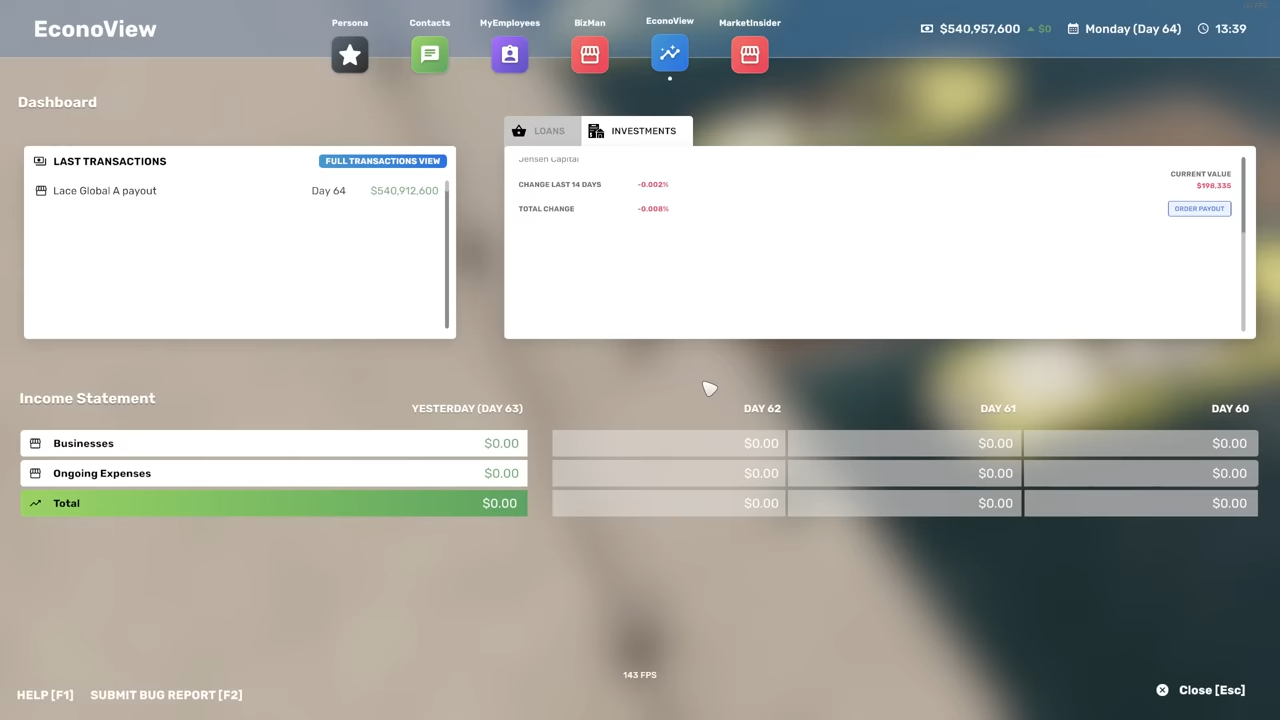 EconoView
Persona
Contacts
MyEmployees
BizMan
EconoView
MarketInsider
$540,957,600 $0
Monday (Day 64)
13:39
Dashboard
LAST TRANSACTIONS
FULL TRANSACTIONS VIEW
Lace Global A payout Day 64 $540,912,600
LOANS
INVESTMENTS
Jensen Capital
CHANGE LAST 14 DAYS -0.002%
TOTAL CHANGE -0.008%
CURRENT VALUE
$198,335
ORDER PAYOUT
Income Statement
YESTERDAY (DAY 63) DAY 62 DAY 61 DAY 60
Businesses $0.00 $0.00 $0.00 $0.00
Ongoing Expenses $0.00 $0.00 $0.00 $0.00
Total $0.00 $0.00 $0.00 $0.00
143 FPS
HELP [F1] SUBMIT BUG REPORT [F2]
Close [Esc]